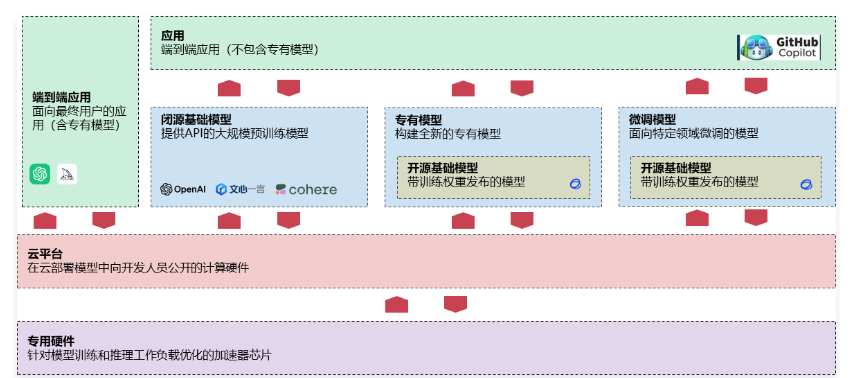 应用
端到端应用（不包含专有模型）
GitHub
Copilot
端到端应用
面向最终用户的应
用（含专有模型）
闭源基础模型
提供API的大规模预训练模型
OpenAI
文心一言
cohere
专有模型
构建全新的专有模型
开源基础模型
带训练权重发布的模型
微调模型
面向特定领域微调的模型
开源基础模型
带训练权重发布的模型
云平台
在云部署模型中向开发人员公开的计算硬件
专用硬件
针对模型训练和推理工作负载优化的加速器芯片